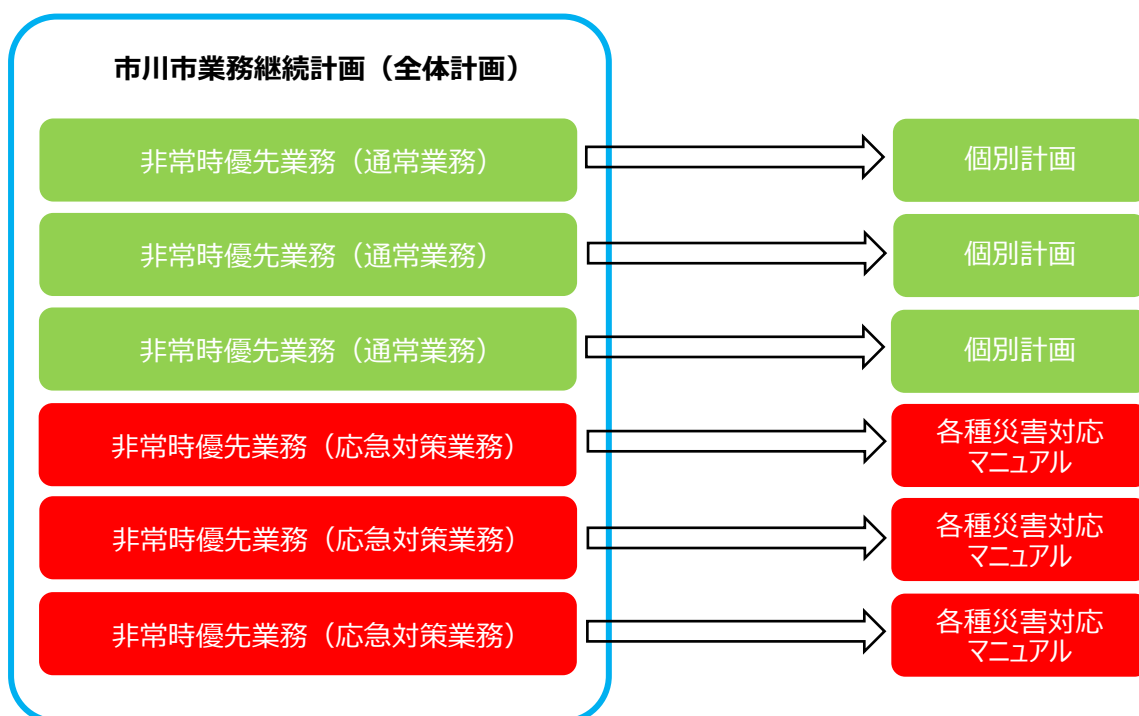 市川市業務継続計画（全体計画）
非常時優先業務（通常業務）
個別計画
非常時優先業務（通常業務）
個別計画
非常時優先業務（通常業務）
個別計画
非常時優先業務（応急対策業務）
各種災害対応
マニュアル
非常時優先業務（応急対策業務）
各種災害対応
マニュアル
非常時優先業務（応急対策業務）
各種災害対応
マニュアル